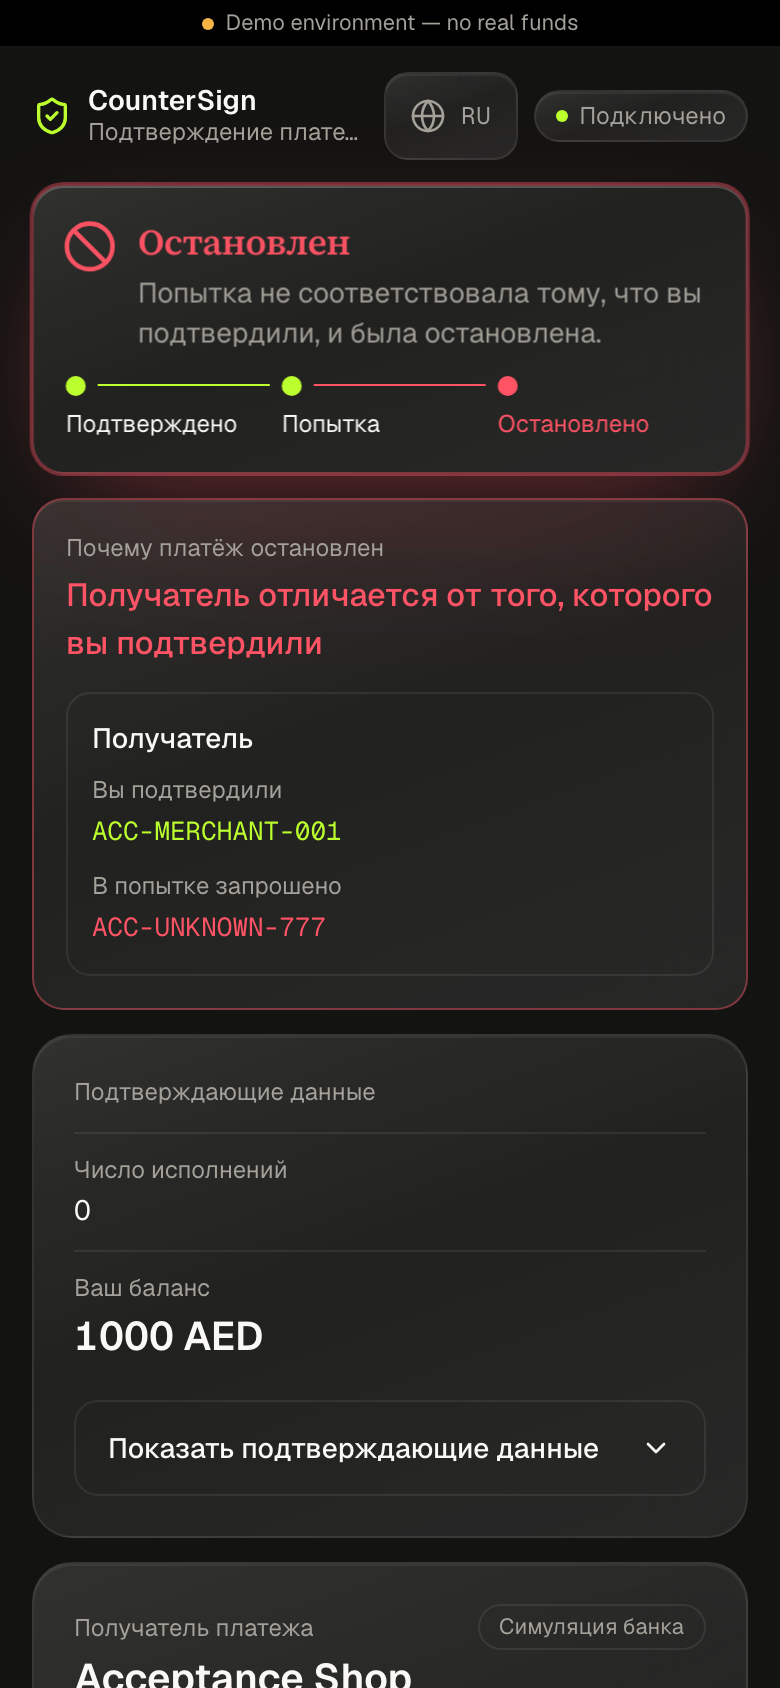 Demo environment — no real funds
CounterSign
Подтверждение плате...
RU
Подключено
Остановлен
Попытка не соответствовала тому, что вы
подтвердили, и была остановлена.
Подтверждено
Попытка
Остановлено
Почему платёж остановлен
Получатель отличается от того, которого
вы подтвердили
Получатель
Вы подтвердили
ACC-MERCHANT-001
В попытке запрошено
ACC-UNKNOWN-777
Подтверждающие данные
Число исполнений
0
Ваш баланс
1000 AED
Показать подтверждающие данные
Получатель платежа
Симуляция банка
Acceptance Shop